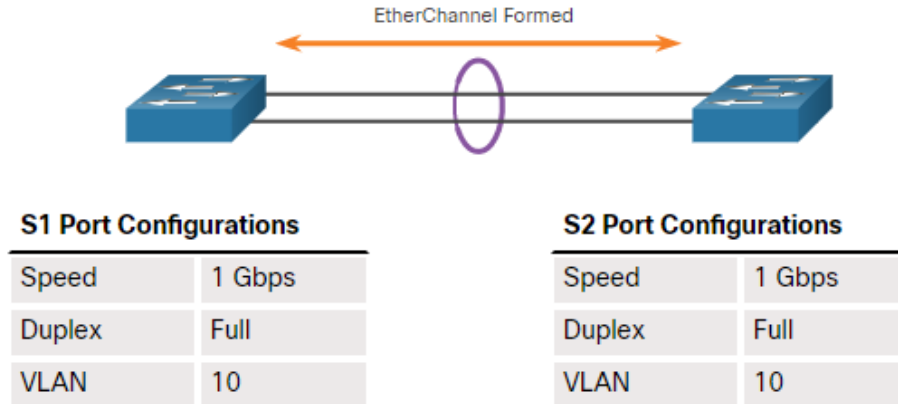 EtherChannel Formed
S1 Port Configurations
Speed 1 Gbps
Duplex Full
VLAN 10
S2 Port Configurations
Speed 1 Gbps
Duplex Full
VLAN 10